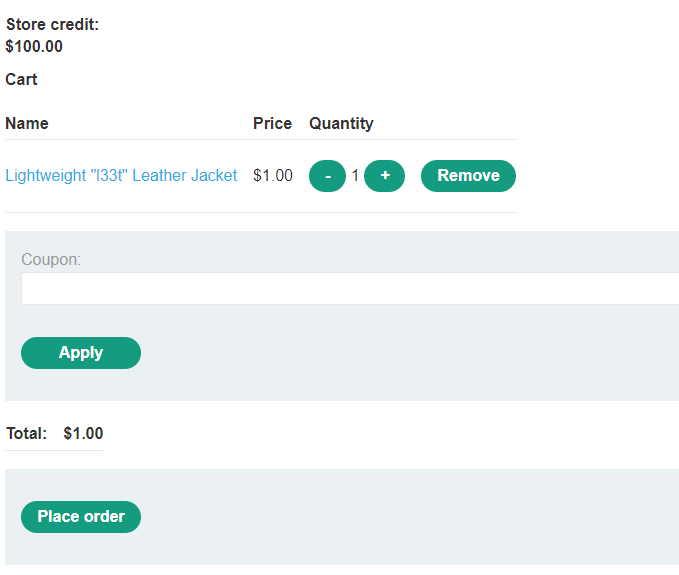 Store credit:
$100.00
Cart
Name Price Quantity
Lightweight "l33t" Leather Jacket $1.00 - 1 + Remove
Coupon:
Apply
Total: $1.00
Place order